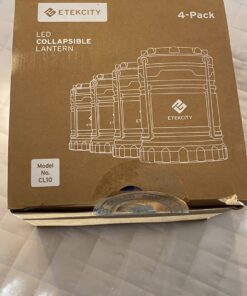 ETEKCITY
4-Pack
LED
COLLAPSIBLE
LANTERN
ETEKCITY
Model
No.
CL10